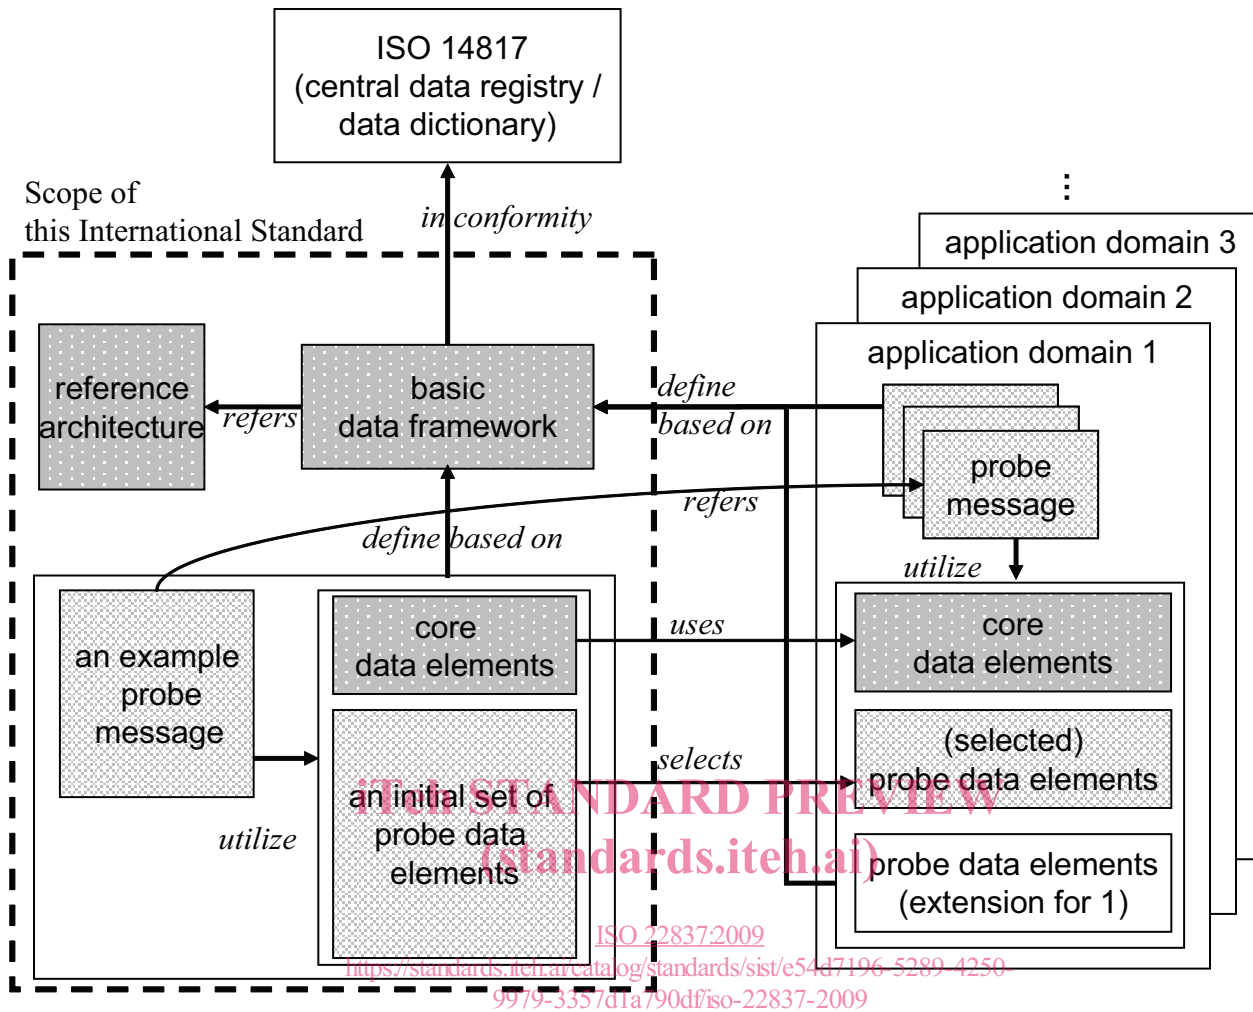 ISO 14817
(central data registry /
data dictionary)
Scope of
this International Standard
in conformity
⋮
application domain 3
application domain 2
application domain 1
reference
architecture
refers
basic
data framework
define
based on
probe
message
refers
define based on
utilize
an example
probe
message
core
data elements
uses
core
data elements
selects
(selected)
probe data elements
utilize
an initial set of
probe data
elements
probe data elements
(extension for 1)
iTeh STANDARD PREVIEW
(standards.iteh.ai)
ISO 22837:2009
https://standards.iteh.ai/catalog/standards/sist/e54d7196-5289-4250-
9979-3357d1a790df/iso-22837-2009